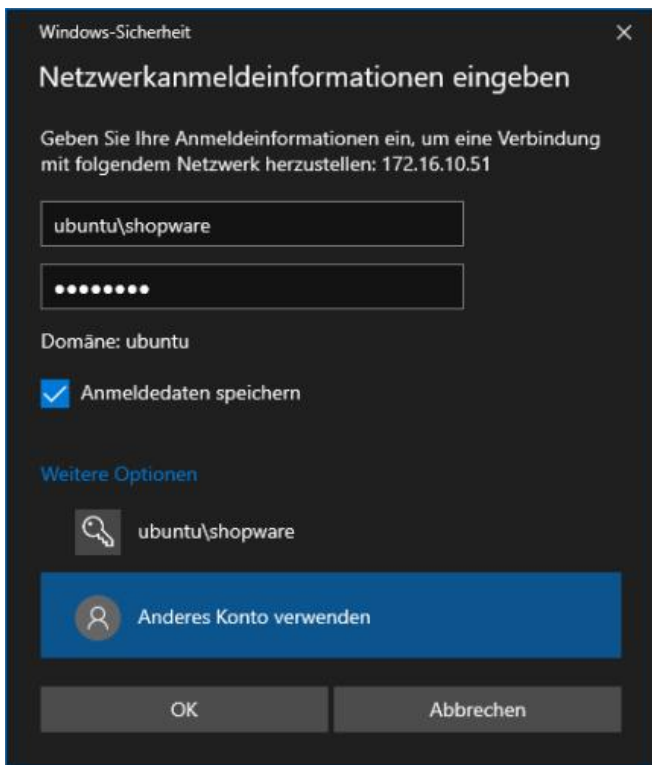 Windows-Sicherheit
Netzwerkanmeldeinformationen eingeben
Geben Sie Ihre Anmeldeinformationen ein, um eine Verbindung
mit folgendem Netzwerk herzustellen: 172.16.10.51
ubuntu\shopware
●●●●●●●●
Domäne: ubuntu
Anmeldedaten speichern
Weitere Optionen
ubuntu\shopware
Anderes Konto verwenden
OK
Abbrechen